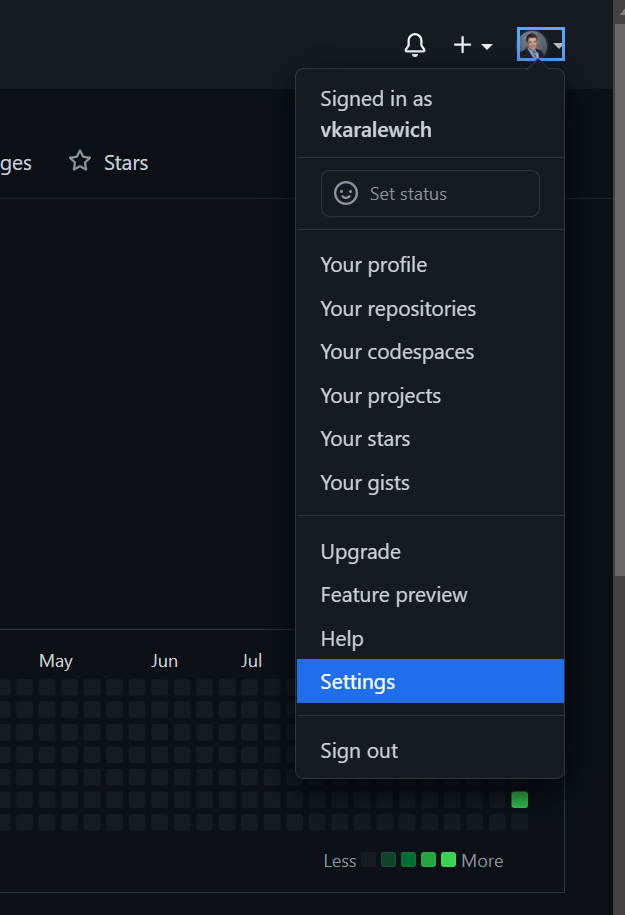 Signed in as
vkaralewich
ges
Stars
Set status
Your profile
Your repositories
Your codespaces
Your projects
Your stars
Your gists
Upgrade
Feature preview
Help
Settings
Sign out
May Jun Jul
Less More